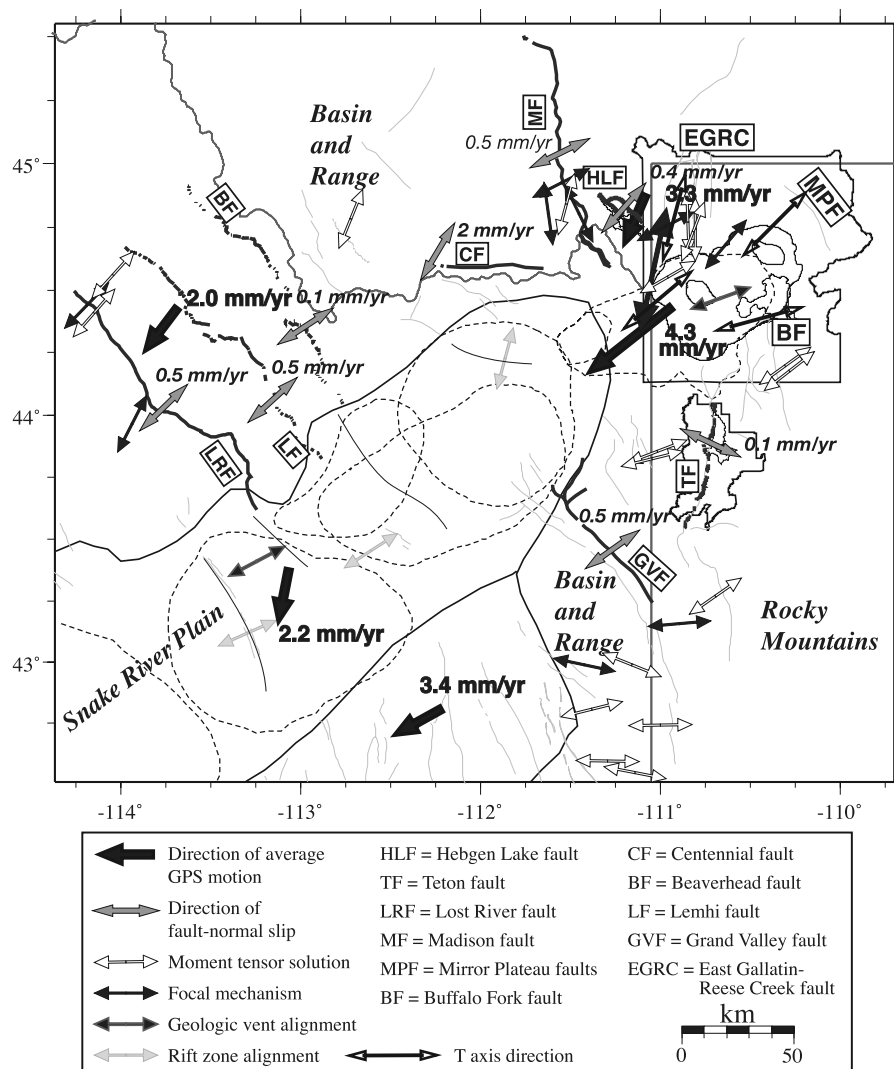 EGRC
MF
Basin
and
Range
0.5 mm/yr
45°
HLF
0.4 mm/yr
3.3 mm/yr
MPF
BF
2 mm/yr
CF
2.0 mm/yr
0.1 mm/yr
4.3
mm/yr
BF
0.5 mm/yr
0.5 mm/yr
44°
LF
LRF
0.1 mm/yr
TF
0.5 mm/yr
GVF
Basin
and
Range
Rocky
Mountains
2.2 mm/yr
43°
Snake River Plain
3.4 mm/yr
-114° -113° -112° -111° -110°
Direction of average
GPS motion
Direction of
fault-normal slip
Moment tensor solution
Focal mechanism
Geologic vent alignment
Rift zone alignment
T axis direction
HLF = Hebgen Lake fault
TF = Teton fault
LRF = Lost River fault
MF = Madison fault
MPF = Mirror Plateau faults
BF = Buffalo Fork fault
CF = Centennial fault
BF = Beaverhead fault
LF = Lemhi fault
GVF = Grand Valley fault
EGRC = East Gallatin-
Reese Creek fault
km
0 50